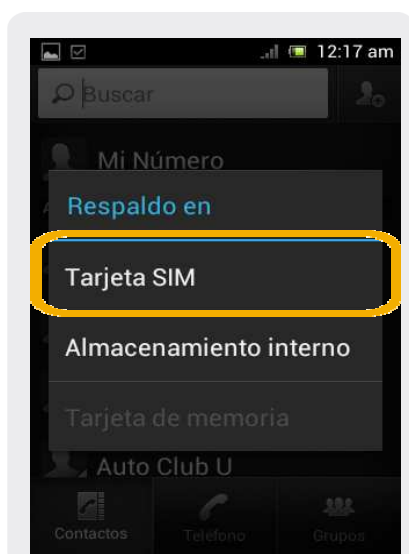 12:17 am
Buscar
Mi Número
Respaldo en
Tarjeta SIM
Almacenamiento interno
Tarjeta de memoria
Auto Club U
Contactos
Teléfono
Grupos